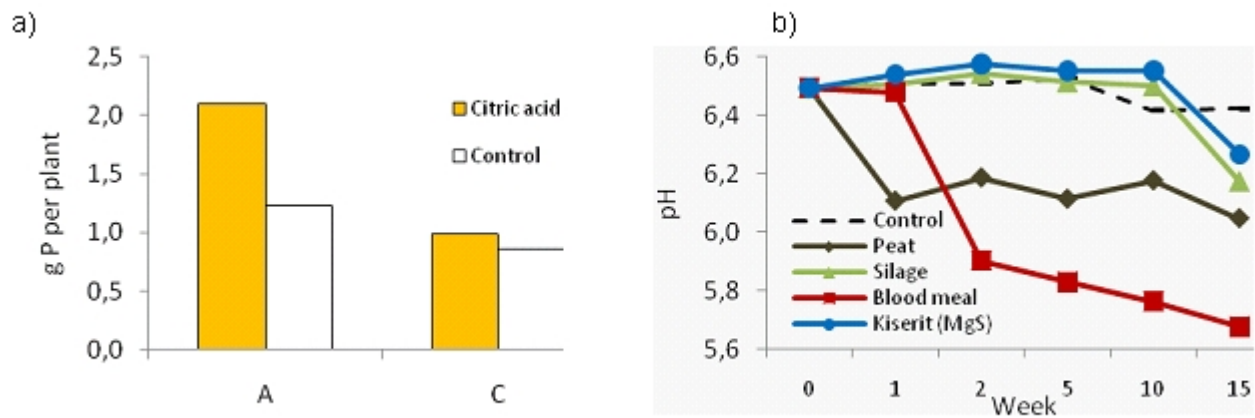 a)
g P per plant
2,5
2,0
1,5
1,0
0,5
0,0
Citric acid
Control
A C
b)
pH
6,6
6,4
6,2
6,0
5,8
5,6
Control
Peat
Silage
Blood meal
Kiserit (MgS)
0 1 2 5 10 15
Week